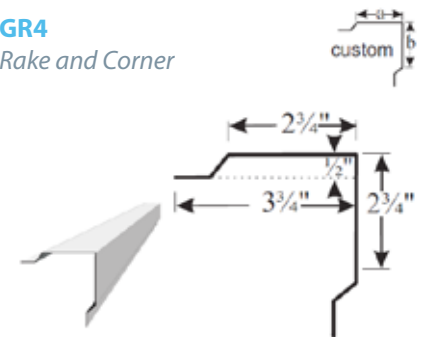 GR4
Rake and Corner
a
b
custom
2¾"
½"
3¾"
2¾"